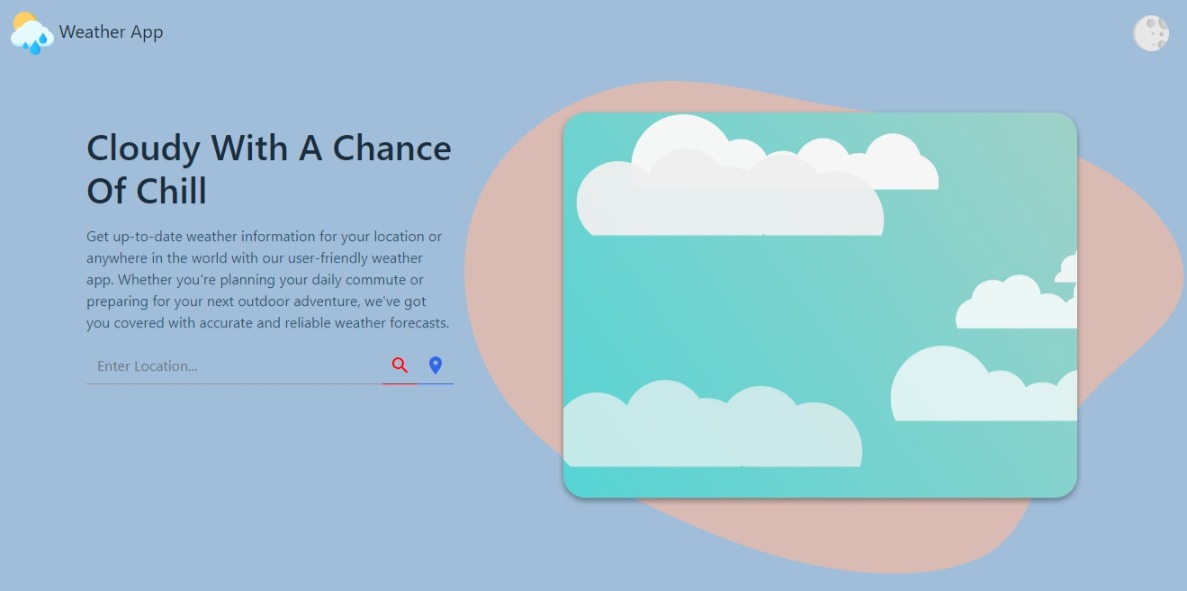 Weather App
Cloudy With A Chance
Of Chill
Get up-to-date weather information for your location or
anywhere in the world with our user-friendly weather
app. Whether you're planning your daily commute or
preparing for your next outdoor adventure, we've got
you covered with accurate and reliable weather forecasts.
Enter Location...